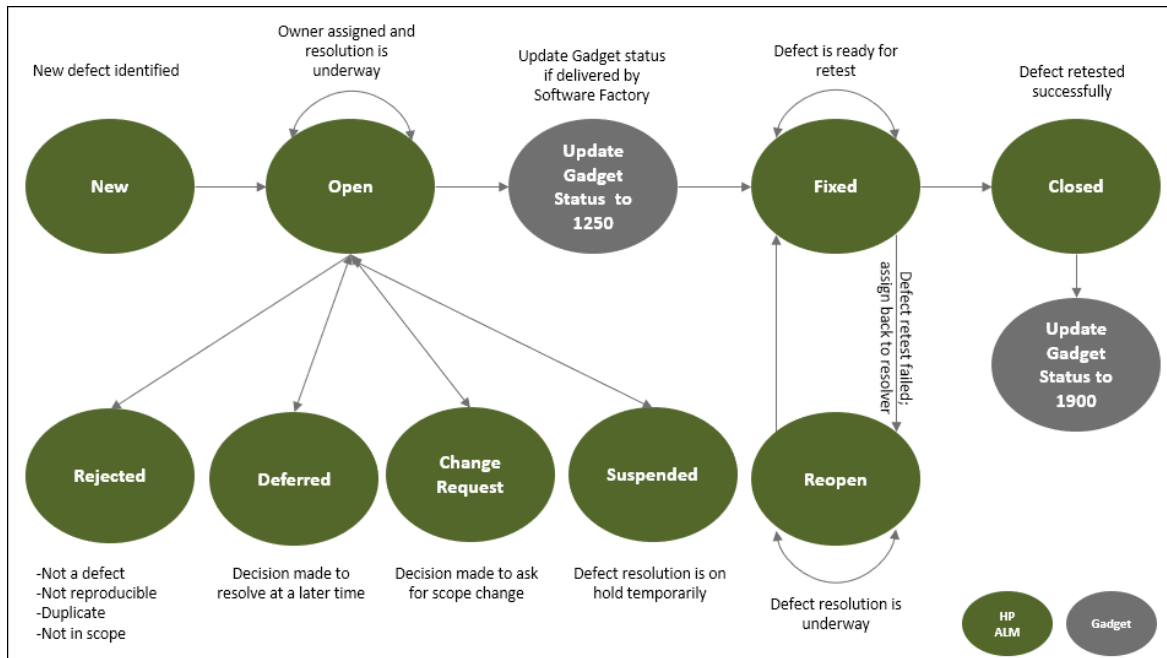 New defect identified
Owner assigned and
resolution is
underway
Update Gadget status
if delivered by
Software Factory
Defect is ready for
retest
Defect retested
successfully
New
Open
Update
Gadget
Status to
1250
Fixed
Closed
Defect retest failed;
assign back to resolver
Update
Gadget
Status to
1900
Rejected
Deferred
Change
Request
Suspended
Reopen
-Not a defect
-Not reproducible
-Duplicate
-Not in scope
Decision made to
resolve at a later time
Decision made to ask
for scope change
Defect resolution is on
hold temporarily
Defect resolution is
underway
HP
ALM
Gadget